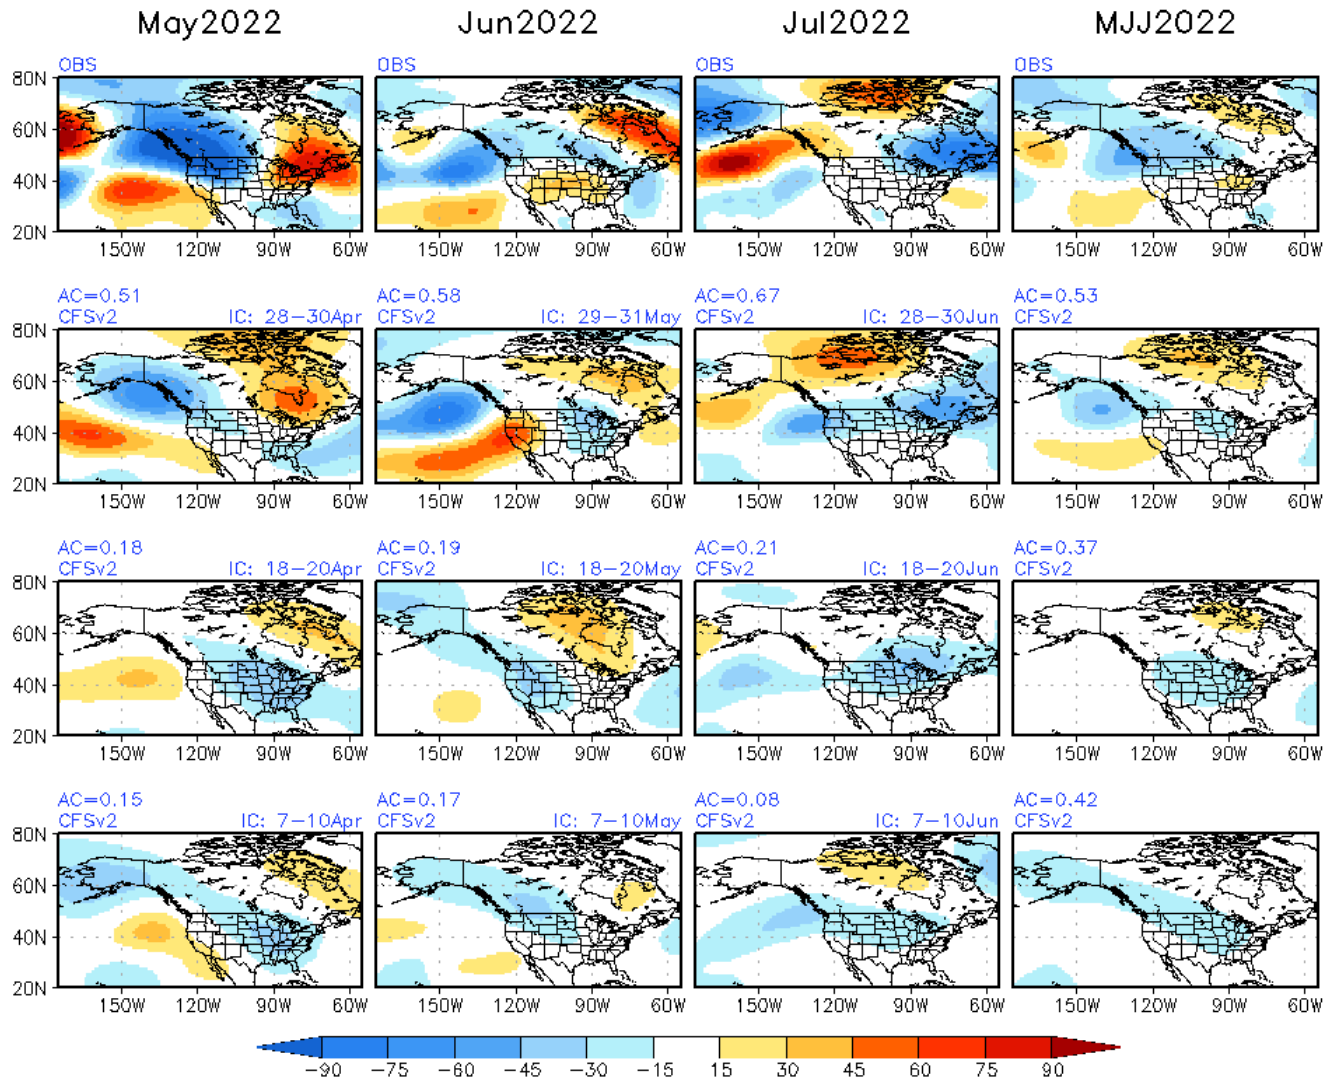 May2022 Jun2022 Jul2022 MJJ2022
OBS OBS OBS OBS
80N
60N
40N
20N
150W 120W 90W 60W 150W 120W 90W 60W 150W 120W 90W 60W 150W 120W 90W 60W
AC=0.51 AC=0.58 AC=0.67 AC=0.53
CFSv2 IC: 28-30Apr CFSv2 IC: 29-31May CFSv2 IC: 28-30Jun CFSv2
80N
60N
40N
20N
150W 120W 90W 60W 150W 120W 90W 60W 150W 120W 90W 60W 150W 120W 90W 60W
AC=0.18 AC=0.19 AC=0.21 AC=0.37
CFSv2 IC: 18-20Apr CFSv2 IC: 18-20May CFSv2 IC: 18-20Jun CFSv2
80N
60N
40N
20N
150W 120W 90W 60W 150W 120W 90W 60W 150W 120W 90W 60W 150W 120W 90W 60W
AC=0.15 AC=0.17 AC=0.08 AC=0.42
CFSv2 IC: 7-10Apr CFSv2 IC: 7-10May CFSv2 IC: 7-10Jun CFSv2
80N
60N
40N
20N
150W 120W 90W 60W 150W 120W 90W 60W 150W 120W 90W 60W 150W 120W 90W 60W
-90 -75 -60 -45 -30 -15 15 30 45 60 75 90